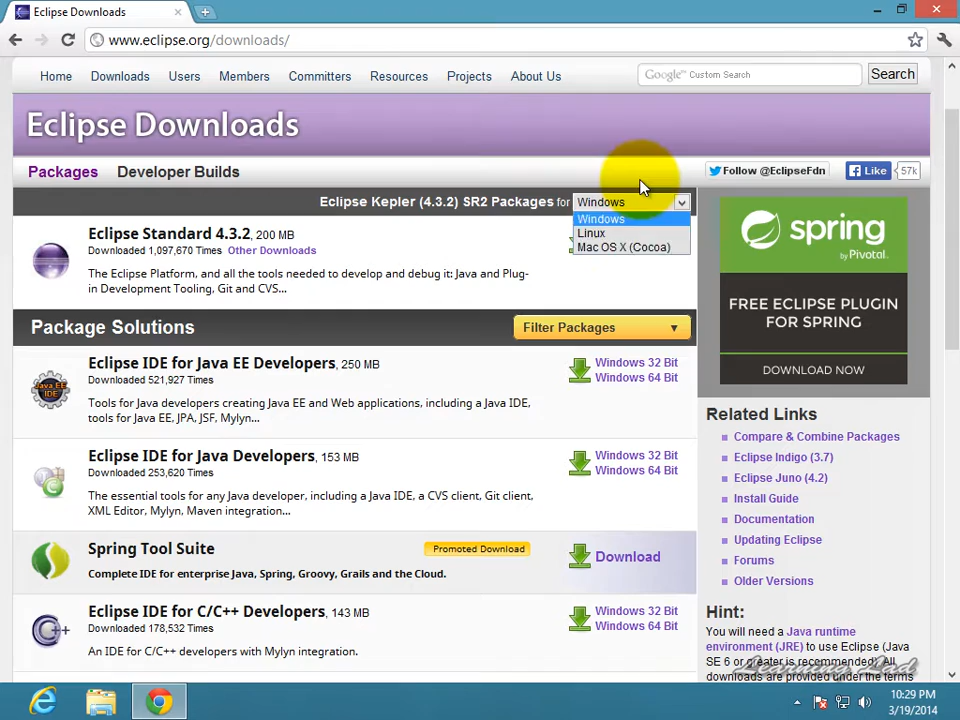 Eclipse Downloads
www.eclipse.org/downloads/
Home Downloads Users Members Committers Resources Projects About Us
Google™ Custom Search
Search
Eclipse Downloads
Packages Developer Builds
Follow @EclipseFdn
Like
57k
Eclipse Kepler (4.3.2) SR2 Packages for
Windows
Windows
Linux
Mac OS X (Cocoa)
Eclipse Standard 4.3.2, 200 MB
Downloaded 1,097,670 Times Other Downloads
The Eclipse Platform, and all the tools needed to develop and debug it: Java and Plug-
in Development Tooling, Git and CVS...
Package Solutions
Filter Packages
Java EE
IDE
Eclipse IDE for Java EE Developers, 250 MB
Downloaded 521,927 Times
Tools for Java developers creating Java EE and Web applications, including a Java IDE,
tools for Java EE, JPA, JSF, Mylyn...
Windows 32 Bit
Windows 64 Bit
Eclipse IDE for Java Developers, 153 MB
Downloaded 253,620 Times
The essential tools for any Java developer, including a Java IDE, a CVS client, Git client,
XML Editor, Mylyn, Maven integration...
Windows 32 Bit
Windows 64 Bit
Spring Tool Suite
Promoted Download
Complete IDE for enterprise Java, Spring, Groovy, Grails and the Cloud.
Download
Eclipse IDE for C/C++ Developers, 143 MB
Downloaded 178,532 Times
An IDE for C/C++ developers with Mylyn integration.
Windows 32 Bit
Windows 64 Bit
spring
by Pivotal
FREE ECLIPSE PLUGIN
FOR SPRING
DOWNLOAD NOW
Related Links
Compare & Combine Packages
Eclipse Indigo (3.7)
Eclipse Juno (4.2)
Install Guide
Documentation
Updating Eclipse
Forums
Older Versions
Hint:
You will need a Java runtime
environment (JRE) to use Eclipse (Java
SE 6 or greater is recommended). All
downloads are provided under the terms
Learning Lad
10:29 PM
3/19/2014